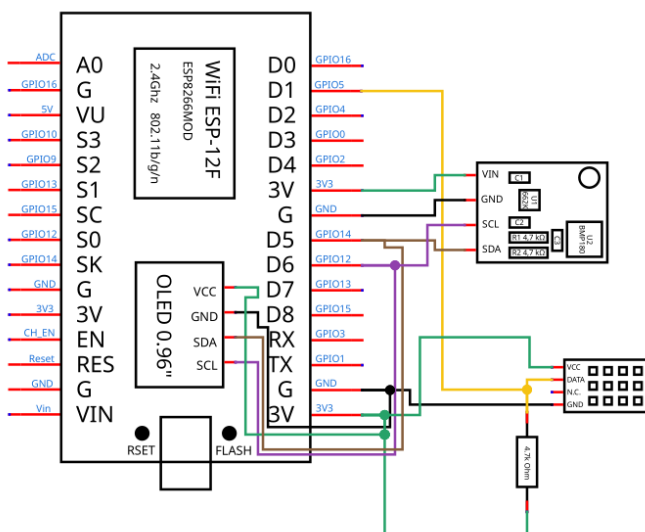 ADC
A0
GPIO16
G
5V
VU
GPIO10
S3
GPIO9
S2
GPIO13
S1
GPIO15
SC
GPIO12
S0
GPIO14
SK
GND
G
3V3
3V
CH_EN
EN
Reset
RES
GND
G
Vin
VIN
WiFi ESP-12F
ESP8266MOD
2.4Ghz 802.11b/g/n
D0
GPIO16
D1
GPIO5
D2
GPIO4
D3
GPIO0
D4
GPIO2
3V
3V3
G
GND
D5
GPIO14
D6
GPIO12
D7
GPIO13
D8
GPIO15
RX
GPIO3
TX
GPIO1
G
GND
3V
3V3
OLED 0.96"
VCC
GND
SDA
SCL
RSET
FLASH
VIN
GND
SCL
SDA
C1
U1
662K
C2
R1 4,7 kΩ
R2 4,7 kΩ
C3
U2
BMP180
VCC
DATA
N.C.
GND
4.7k Ohm